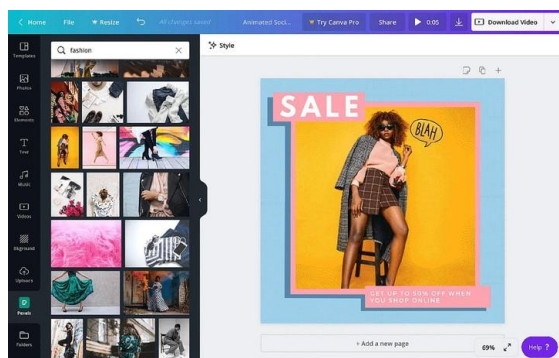 Home
File
Resize
All changes saved
Animated Soci...
Try Canva Pro
Share
0:05
Download Video
Templates
Photos
Elements
Text
Music
Videos
Bkground
Uploads
Pexels
Folders
fashion
Style
SALE
BLAH
GET UP TO 50% OFF WHEN
YOU SHOP ONLINE
+ Add a new page
69%
Help ?